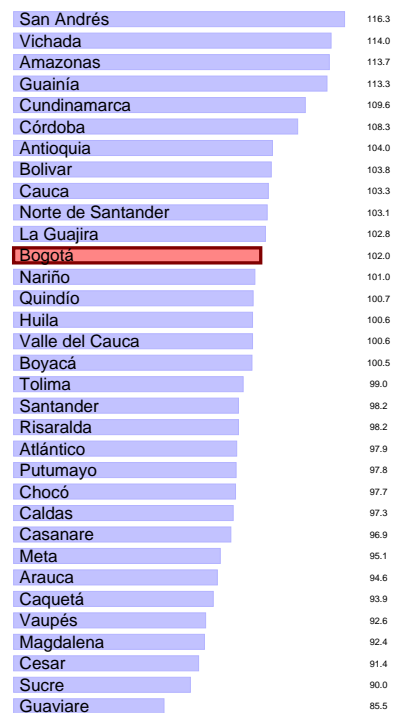 San Andrés 116.3
Vichada 114.0
Amazonas 113.7
Guainía 113.3
Cundinamarca 109.6
Córdoba 108.3
Antioquia 104.0
Bolivar 103.8
Cauca 103.3
Norte de Santander 103.1
La Guajira 102.8
Bogotá 102.0
Nariño 101.0
Quindío 100.7
Huila 100.6
Valle del Cauca 100.6
Boyacá 100.5
Tolima 99.0
Santander 98.2
Risaralda 98.2
Atlántico 97.9
Putumayo 97.8
Chocó 97.7
Caldas 97.3
Casanare 96.9
Meta 95.1
Arauca 94.6
Caquetá 93.9
Vaupés 92.6
Magdalena 92.4
Cesar 91.4
Sucre 90.0
Guaviare 85.5